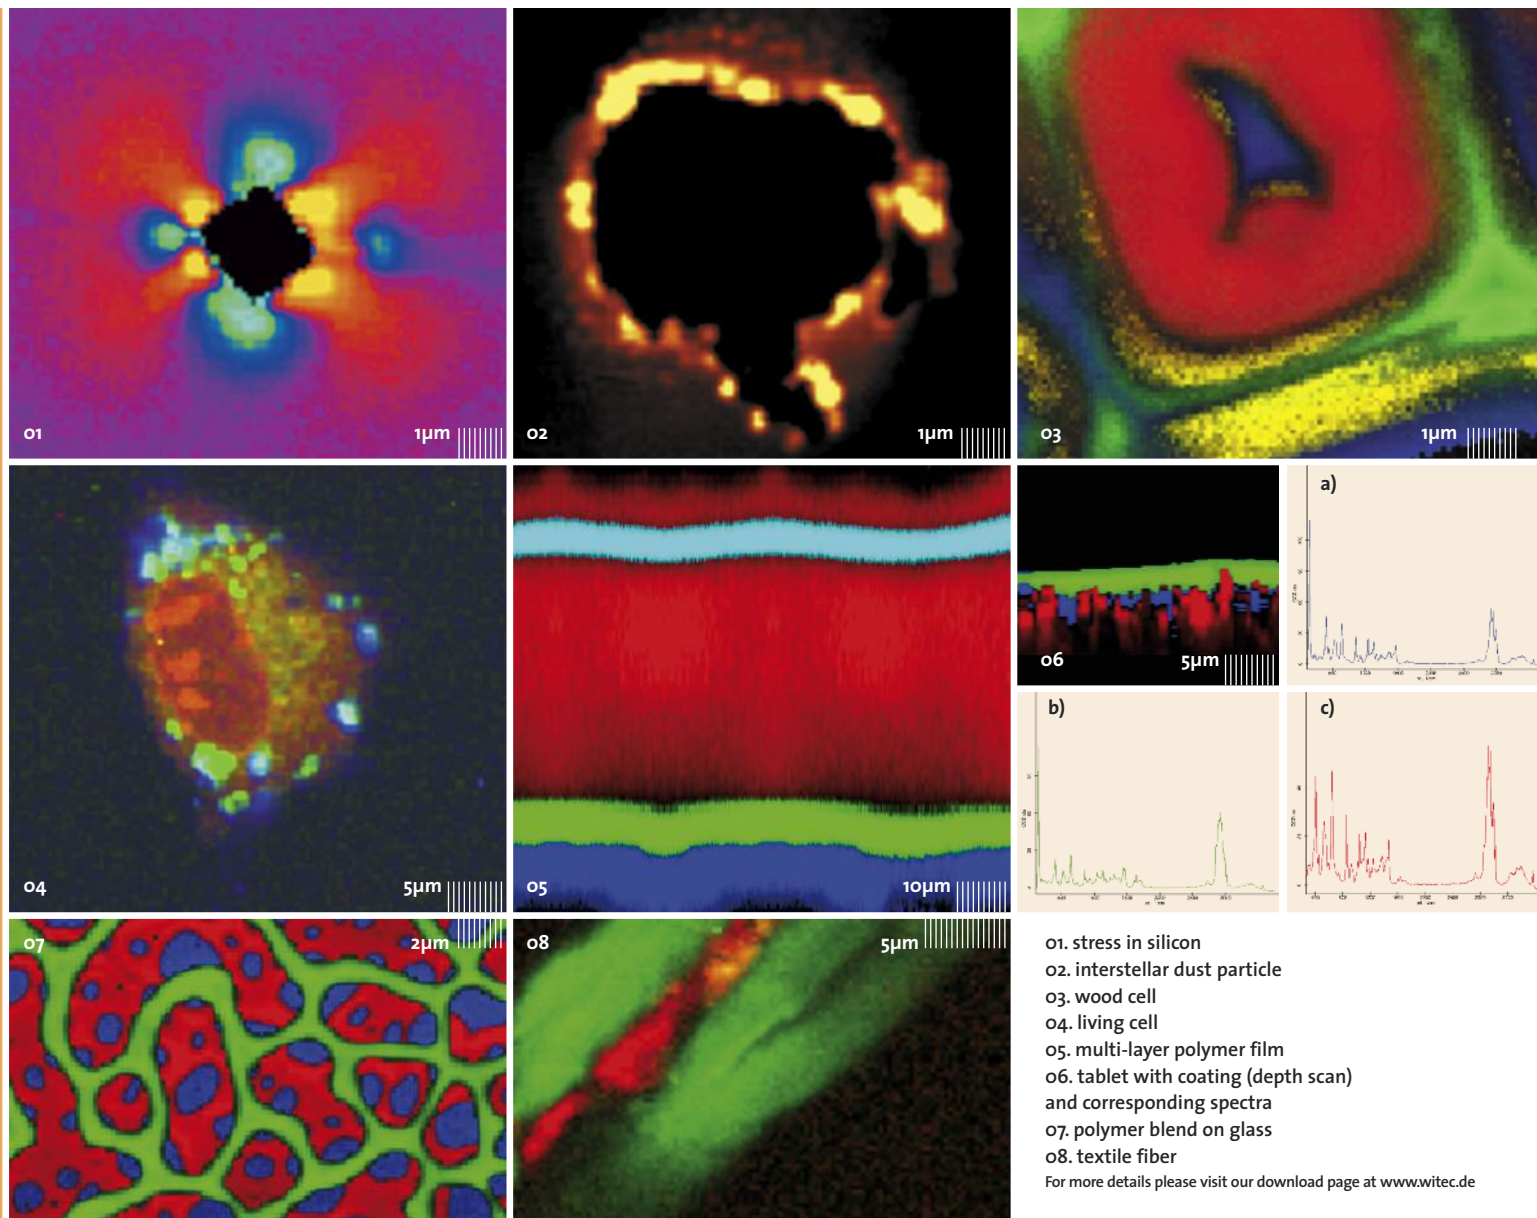 01
1µm
02
1µm
03
1µm
04
5µm
05
10µm
06
5µm
a)
b)
c)
07
2µm
08
5µm
01. stress in silicon
02. interstellar dust particle
03. wood cell
04. living cell
05. multi-layer polymer film
06. tablet with coating (depth scan)
and corresponding spectra
07. polymer blend on glass
08. textile fiber
For more details please visit our download page at www.witec.de